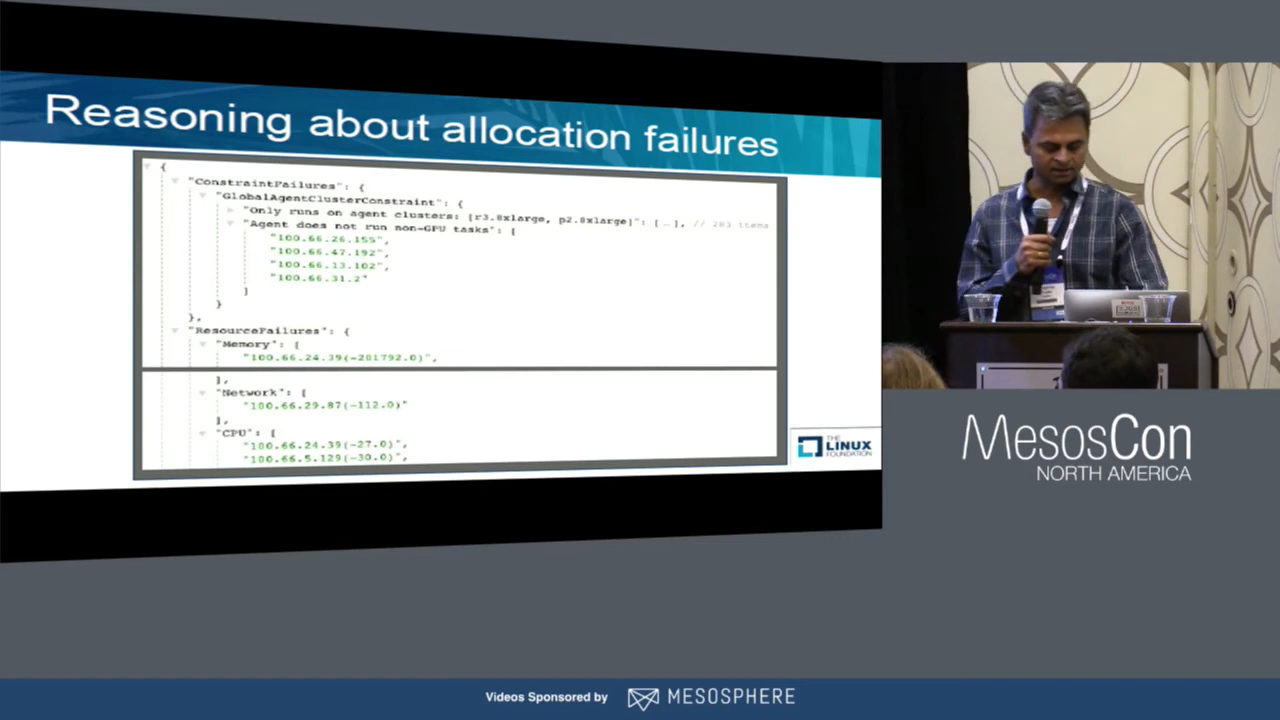 Reasoning about allocation failures
{
"ConstraintFailures": {
"GlobalAgentClusterConstraint": {
"Only runs on agent clusters: [r3.8xlarge, p2.8xlarge]": [...], // 283 items
"Agent does not run non-GPU tasks": [
"100.66.26.155",
"100.66.47.192",
"100.66.13.102",
"100.66.31.2"
]
}
},
"ResourceFailures": {
"Memory": [
"100.66.24.39(-201792.0)",
],
"Network": [
"100.66.29.87(-112.0)"
],
"CPU": [
"100.66.24.39(-27.0)",
"100.66.5.129(-30.0)",
THE
LINUX
FOUNDATION
MesosCon
NORTH AMERICA
Videos Sponsored by MESOSPHERE